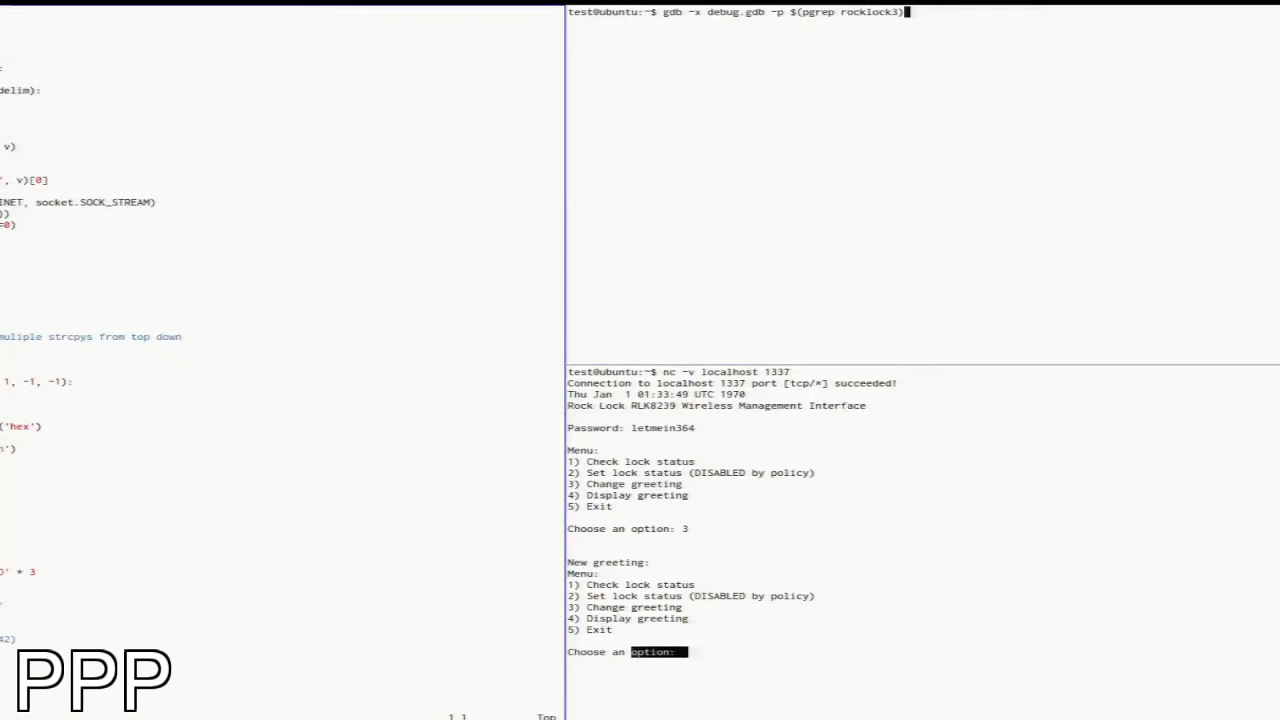 :
delim):
v)
', v)[0]
INET, socket.SOCK_STREAM)
))
=0)
muliple strcpys from top down
1, -1, -1):
('hex')
n')
D' * 3
42)
PPP
1,1 Top
test@ubuntu:~$ gdb -x debug.gdb -p $(pgrep rocklock3)
test@ubuntu:~$ nc -v localhost 1337
Connection to localhost 1337 port [tcp/*] succeeded!
Thu Jan  1 01:33:49 UTC 1970
Rock Lock RLK8239 Wireless Management Interface
Password: letmein364
Menu:
1) Check lock status
2) Set lock status (DISABLED by policy)
3) Change greeting
4) Display greeting
5) Exit
Choose an option: 3
New greeting:
Menu:
1) Check lock status
2) Set lock status (DISABLED by policy)
3) Change greeting
4) Display greeting
5) Exit
Choose an option: